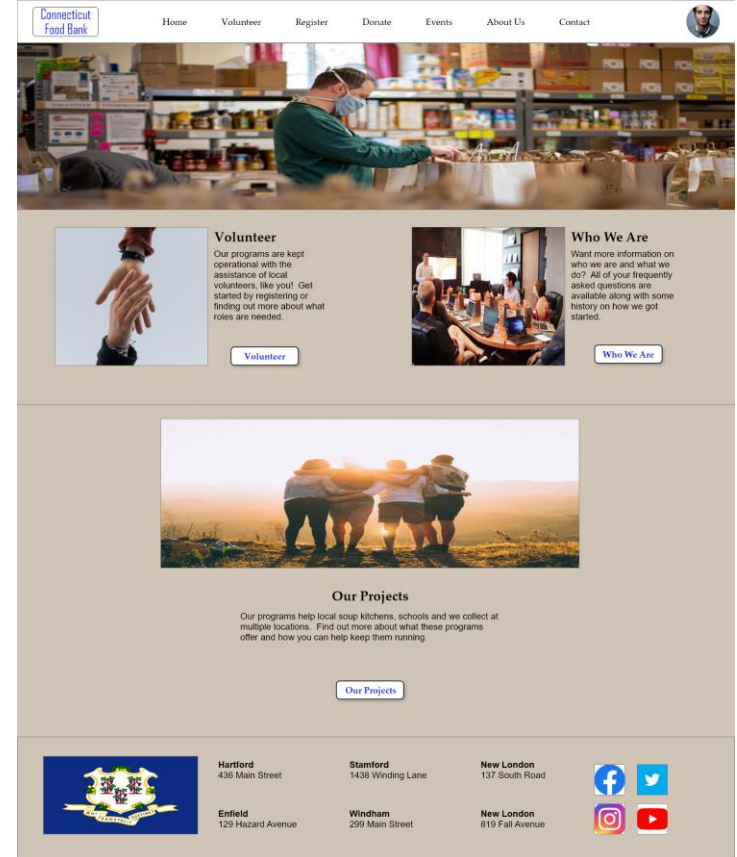 Connecticut
Food Bank
Home
Volunteer
Register
Donate
Events
About Us
Contact
Volunteer
Our programs are kept
operational with the
assistance of local
volunteers, like you!  Get
started by registering or
finding out more about what
roles are needed.
Volunteer
Who We Are
Want more information on
who we are and what we
do?  All of your frequently
asked questions are
available along with some
history on how we got
started.
Who We Are
Our Projects
Our programs help local soup kitchens, schools and we collect at
multiple locations.  Find out more about what these programs
offer and how you can help keep them running.
Our Projects
Hartford
436 Main Street
Stamford
1438 Winding Lane
New London
137 South Road
Enfield
129 Hazard Avenue
Windham
299 Main Street
New London
819 Fall Avenue